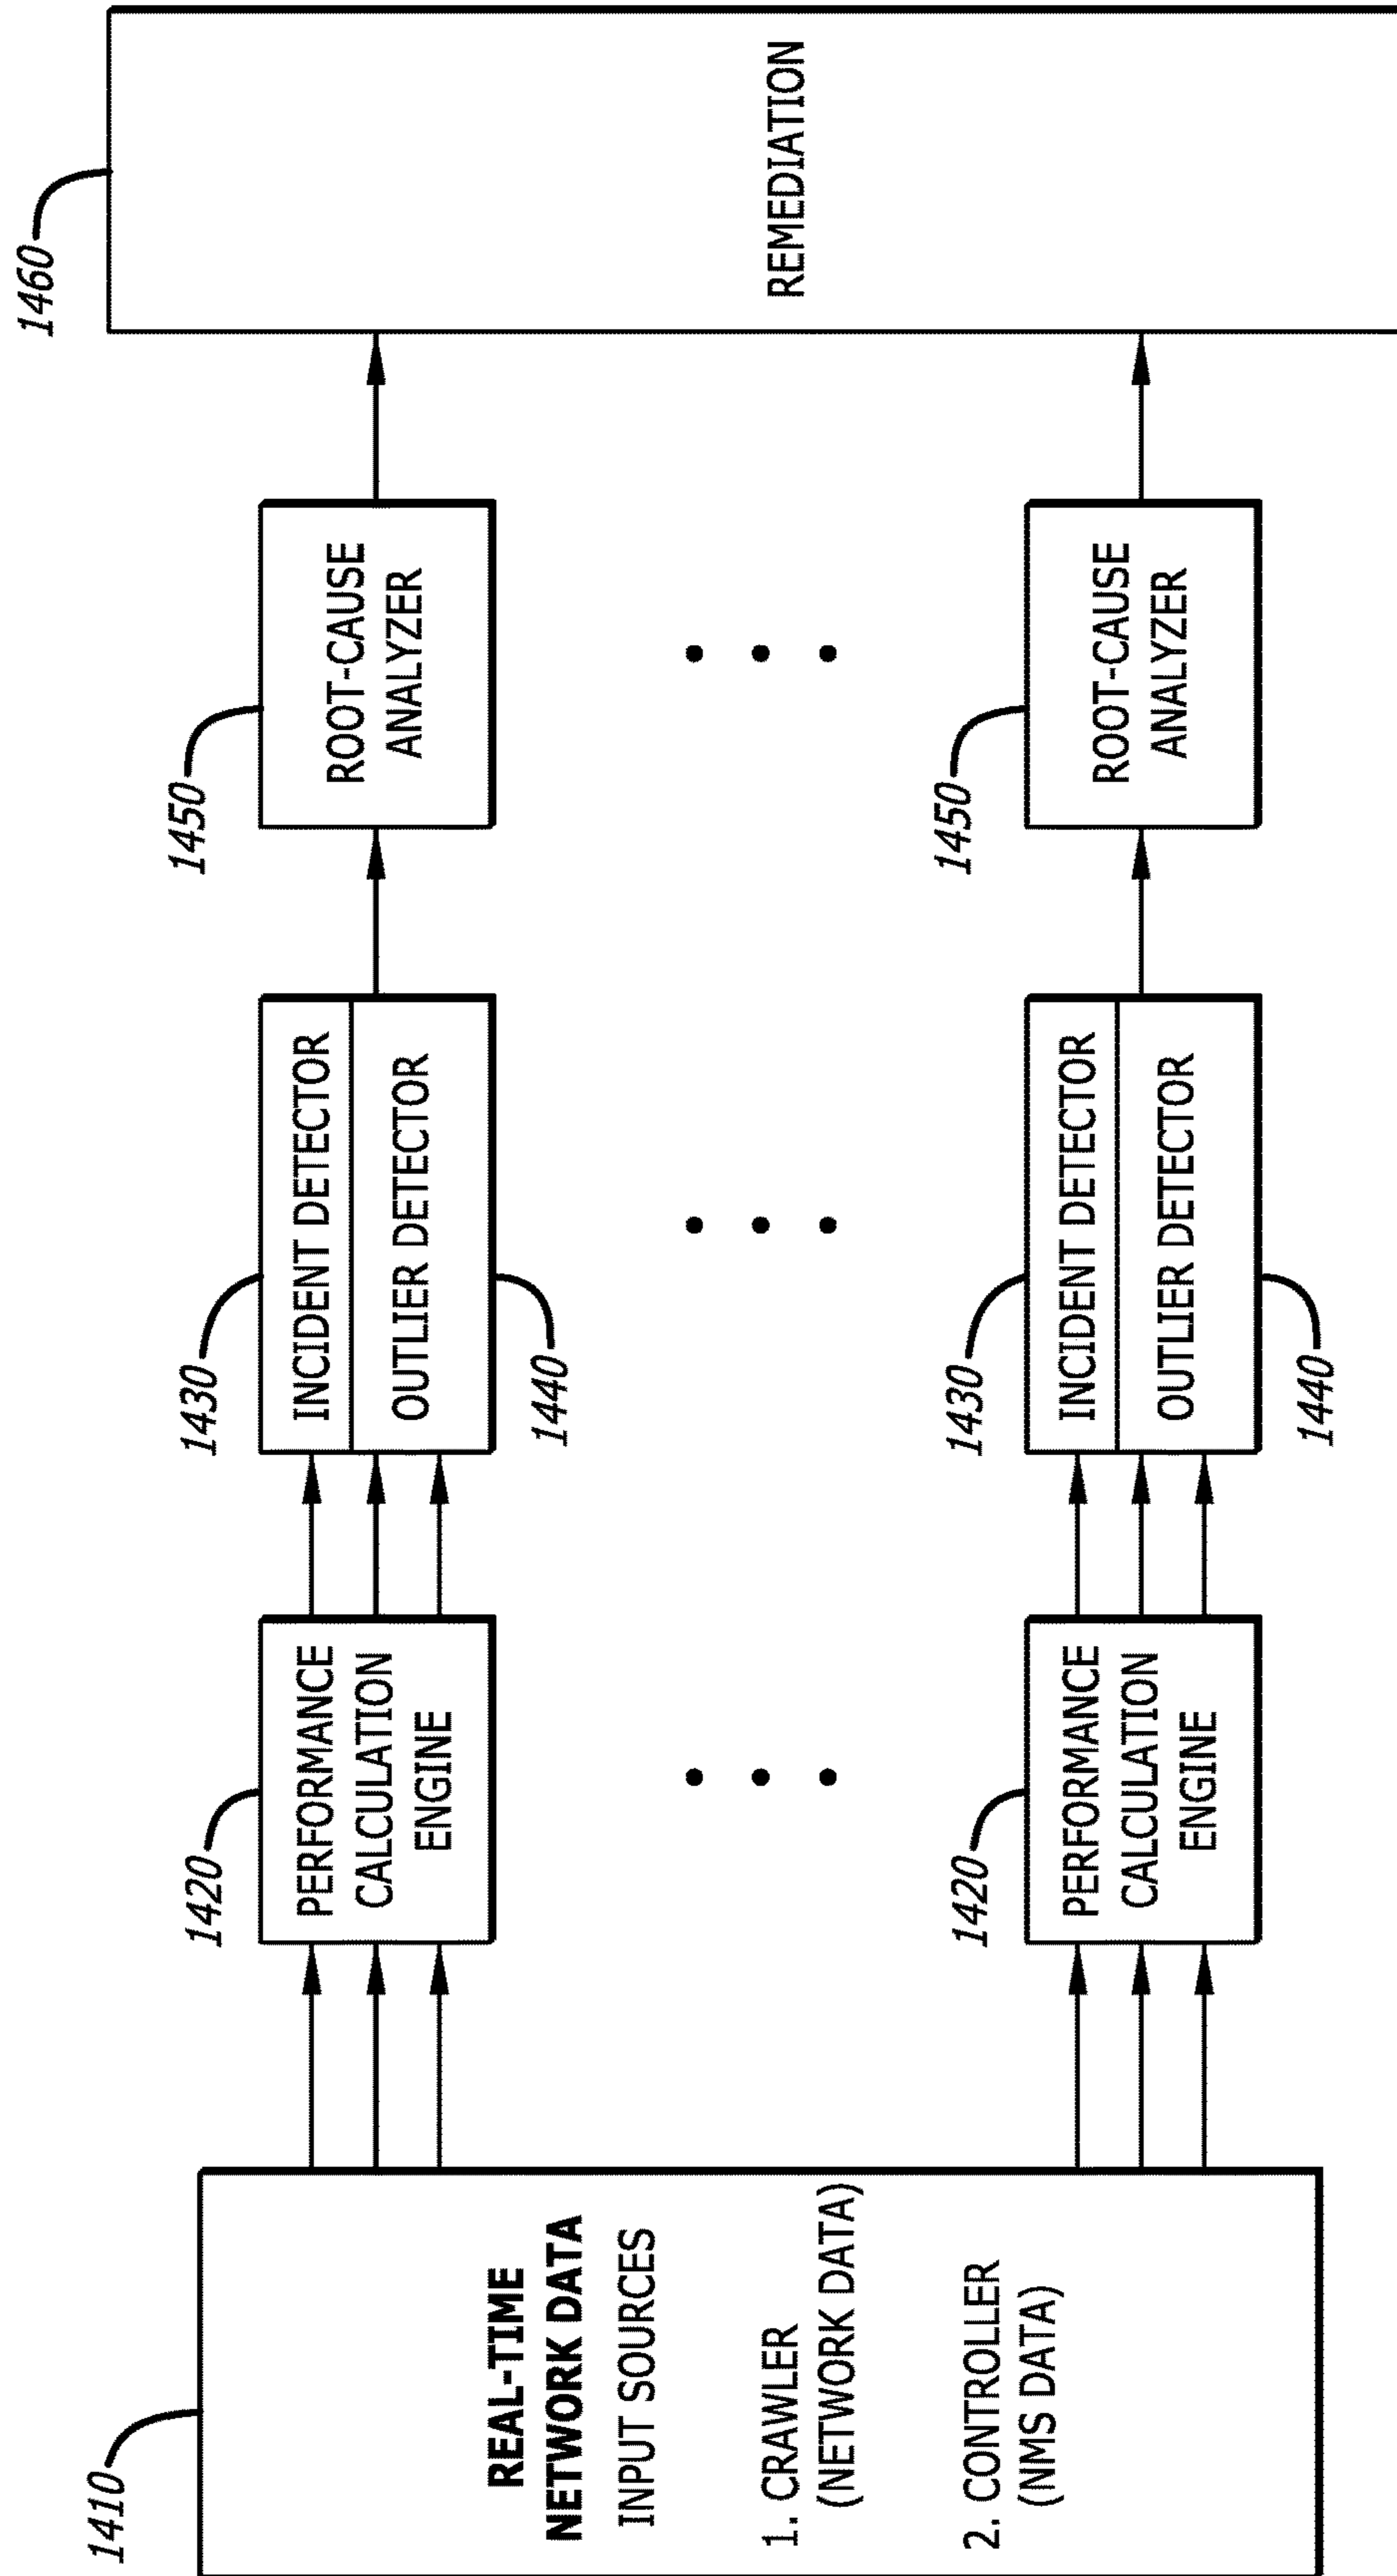 1410
REAL-TIME
NETWORK DATA
INPUT SOURCES
1. CRAWLER
(NETWORK DATA)
2. CONTROLLER
(NMS DATA)
1420
PERFORMANCE
CALCULATION
ENGINE
1430
INCIDENT DETECTOR
OUTLIER DETECTOR
1440
1450
ROOT-CAUSE
ANALYZER
1420
PERFORMANCE
CALCULATION
ENGINE
1430
INCIDENT DETECTOR
OUTLIER DETECTOR
1440
1450
ROOT-CAUSE
ANALYZER
1460
REMEDIATION